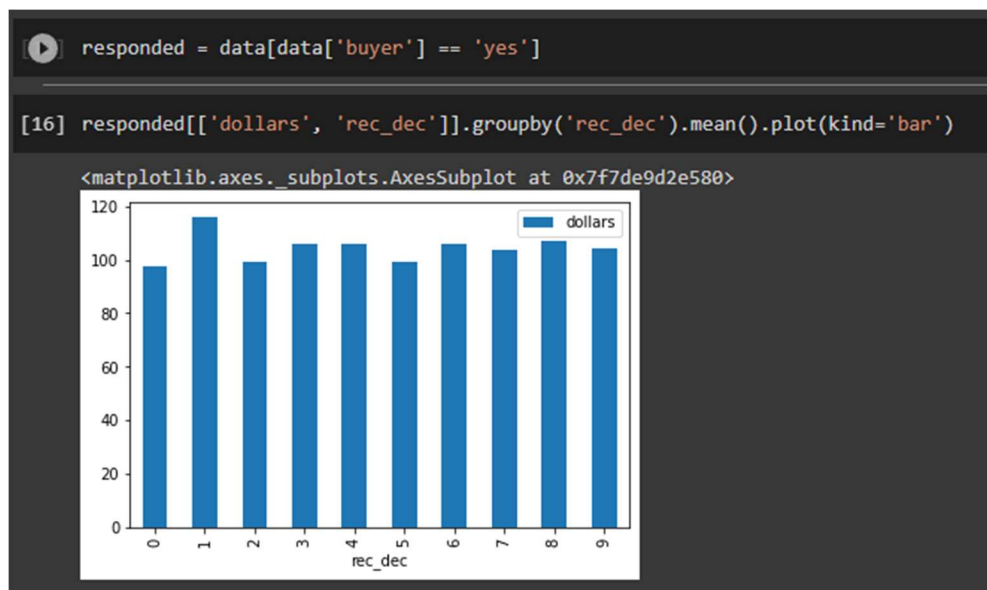 responded = data[data['buyer'] == 'yes']
[16] responded[['dollars', 'rec_dec']].groupby('rec_dec').mean().plot(kind='bar')
<matplotlib.axes._subplots.AxesSubplot at 0x7f7de9d2e580>
dollars
120
100
80
60
40
20
0
0 1 2 3 4 5 6 7 8 9
rec_dec